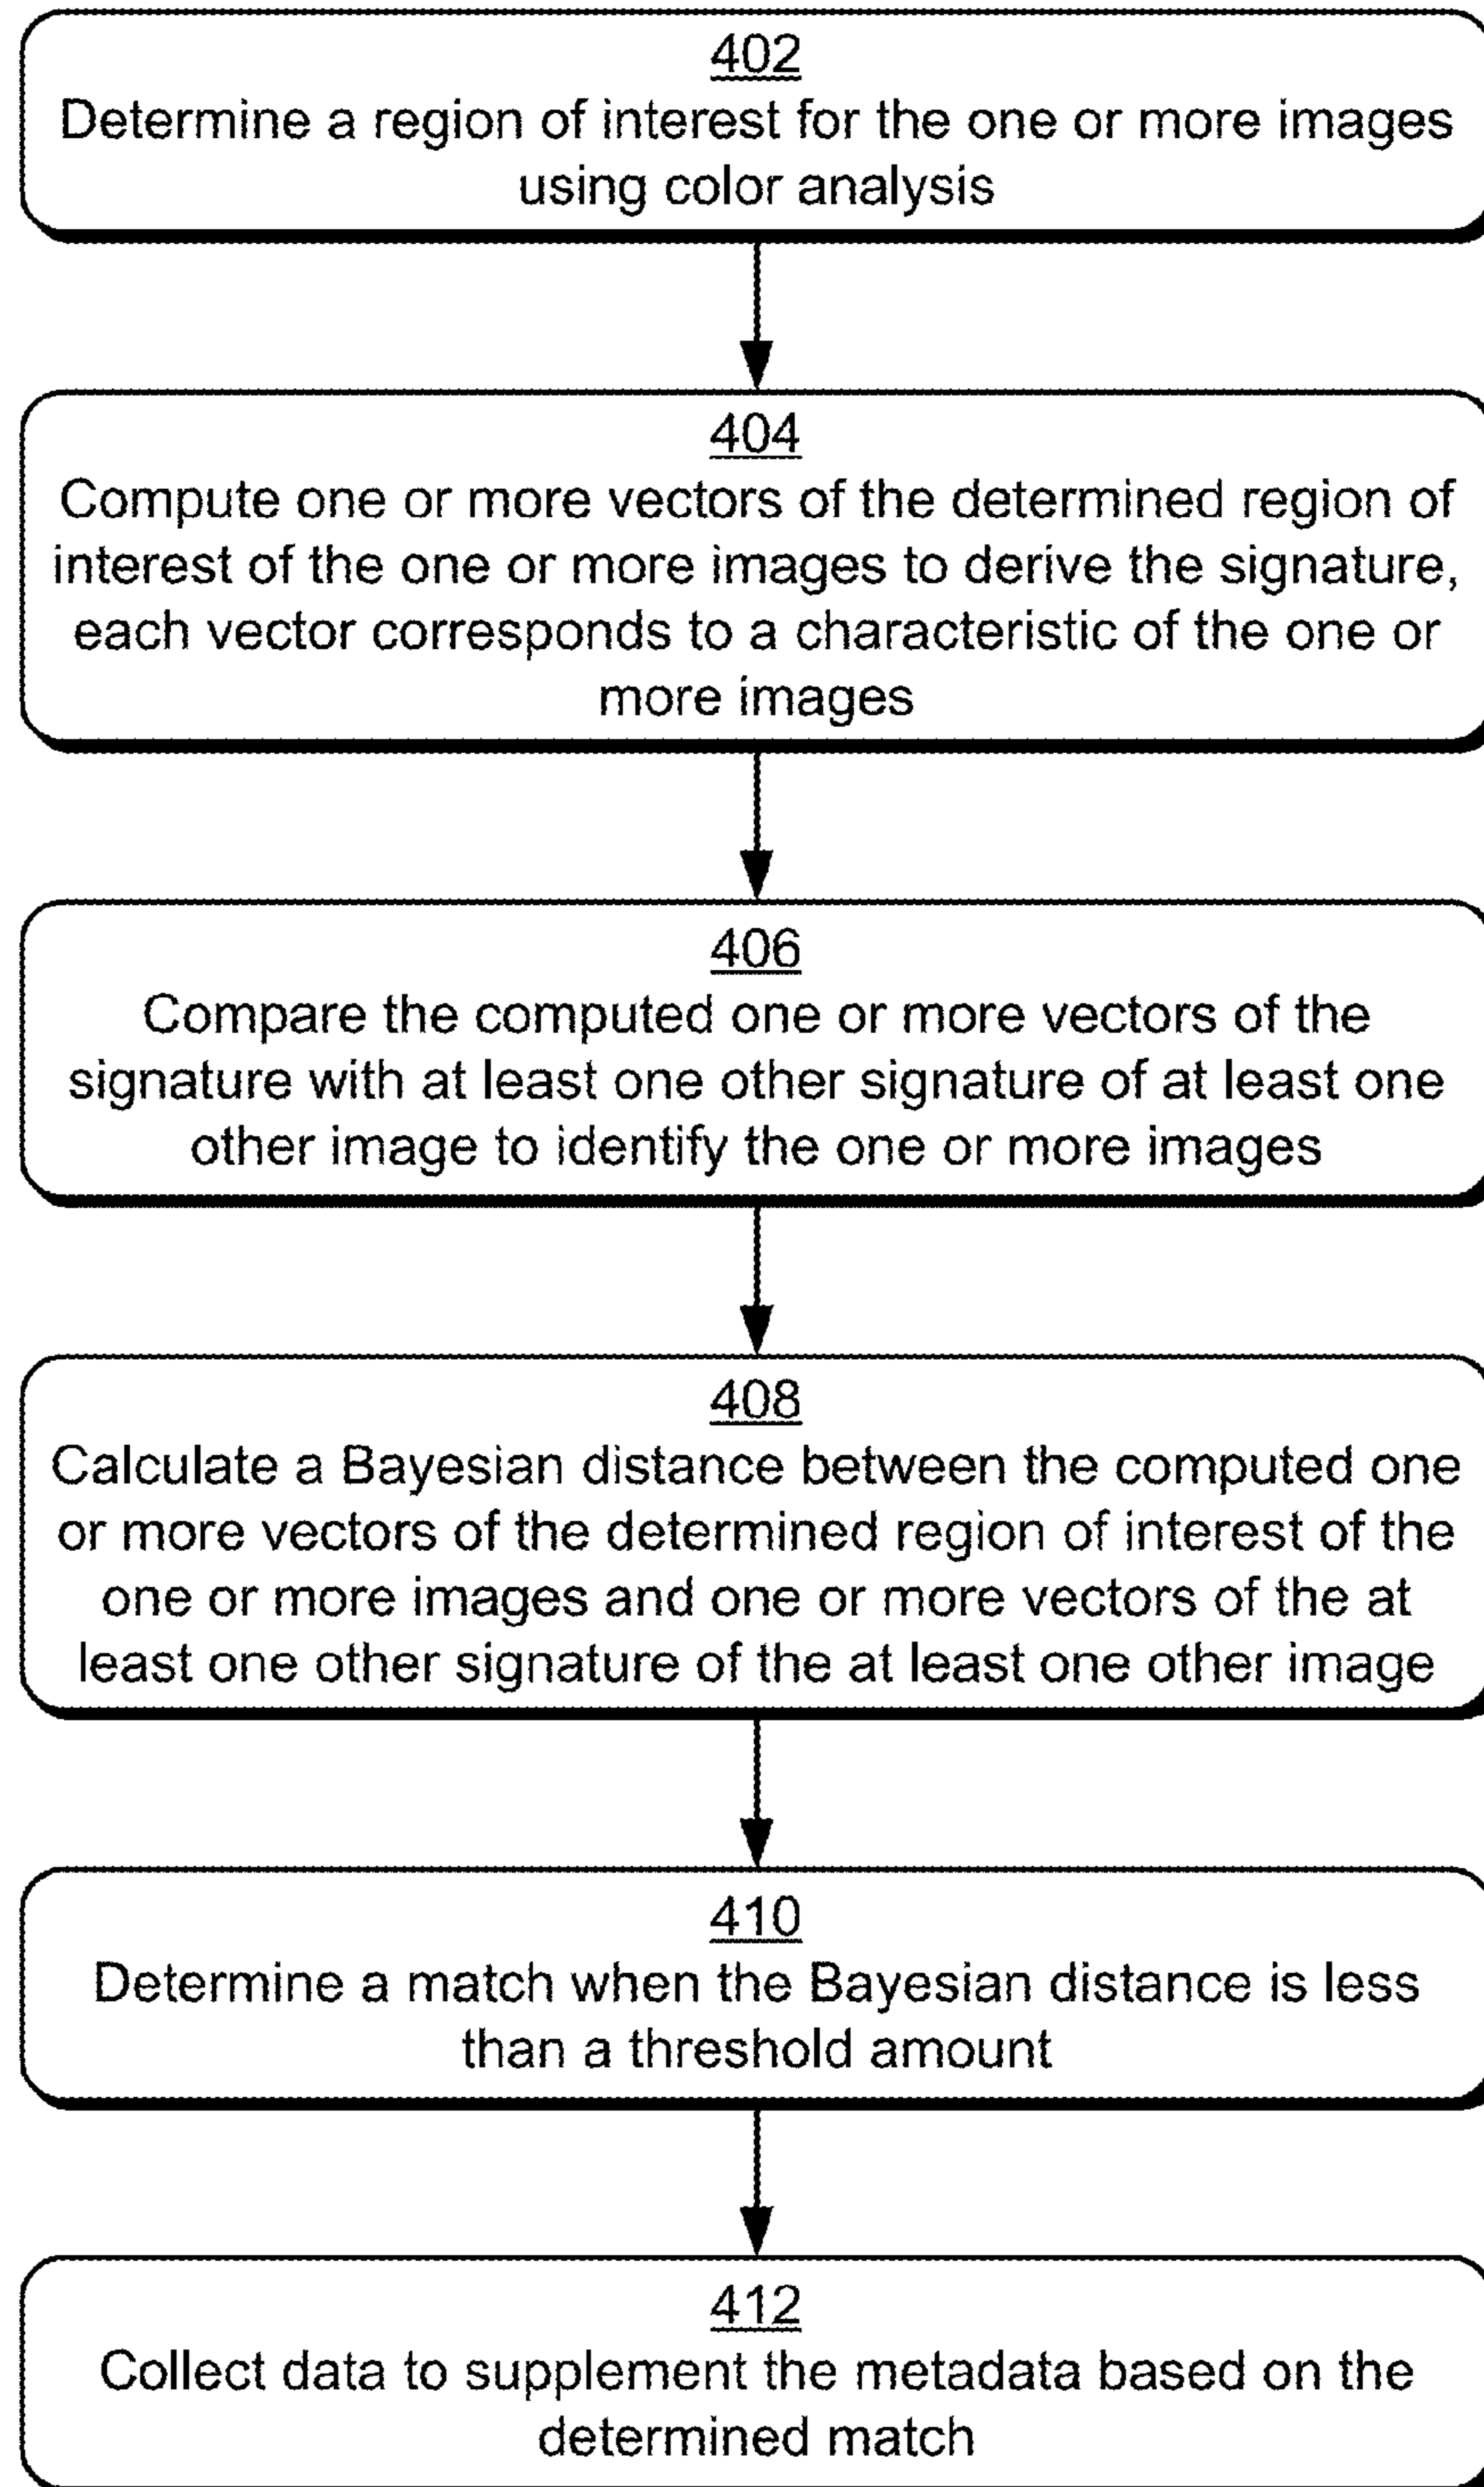 402
Determine a region of interest for the one or more images
using color analysis
404
Compute one or more vectors of the determined region of
interest of the one or more images to derive the signature,
each vector corresponds to a characteristic of the one or
more images
406
Compare the computed one or more vectors of the
signature with at least one other signature of at least one
other image to identify the one or more images
408
Calculate a Bayesian distance between the computed one
or more vectors of the determined region of interest of the
one or more images and one or more vectors of the at
least one other signature of the at least one other image
410
Determine a match when the Bayesian distance is less
than a threshold amount
412
Collect data to supplement the metadata based on the
determined match